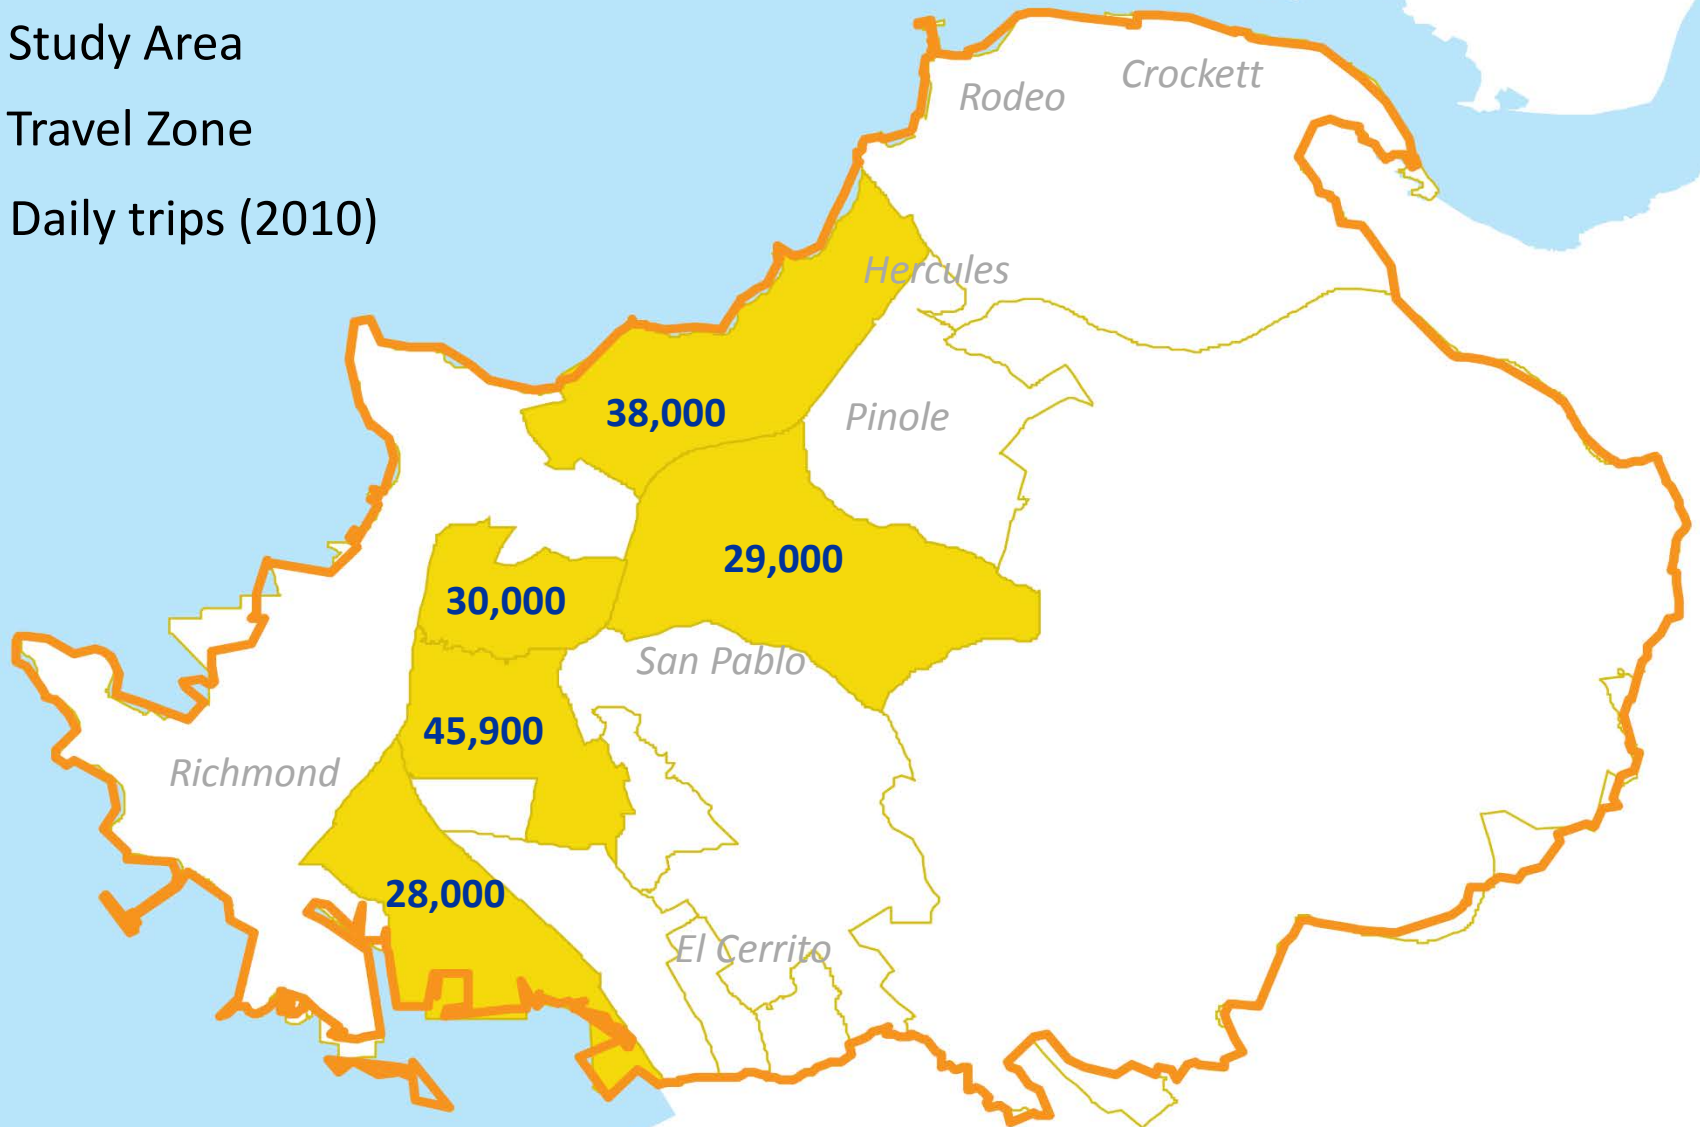 Study Area
Travel Zone
Daily trips (2010)
Rodeo
Crockett
Hercules
38,000
Pinole
29,000
30,000
San Pablo
45,900
Richmond
28,000
El Cerrito